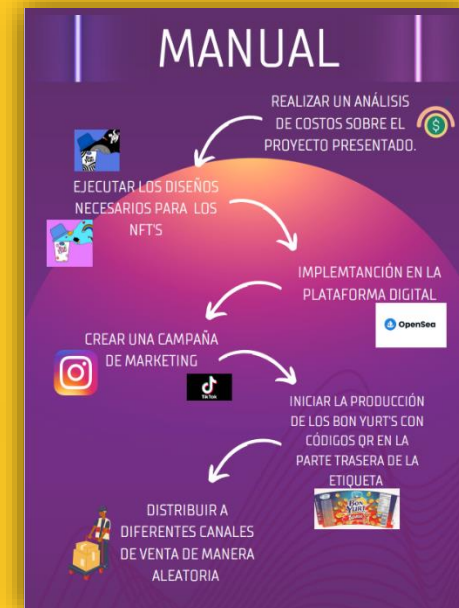 MANUAL
REALIZAR UN ANÁLISIS
DE COSTOS SOBRE EL
PROYECTO PRESENTADO.
$
EJECUTAR LOS DISEÑOS
NECESARIOS PARA LOS
NFT'S
IMPLEMTANCIÓN EN LA
PLATAFORMA DIGITAL
OpenSea
CREAR UNA CAMPAÑA
DE MARKETING
TikTok
INICIAR LA PRODUCCIÓN
DE LOS BON YURT'S CON
CÓDIGOS QR EN LA
PARTE TRASERA DE LA
ETIQUETA
BON
YURT
DISTRIBUIR A
DIFERENTES CANALES
DE VENTA DE MANERA
ALEATORIA